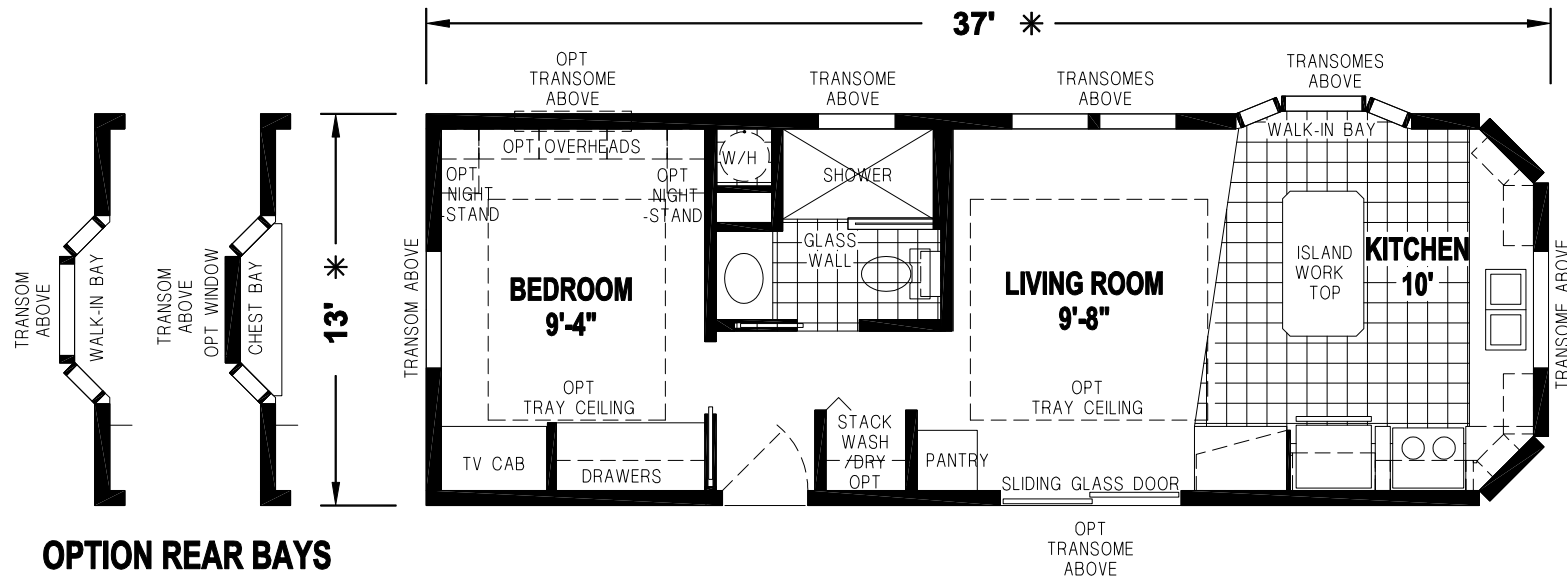 37' ✳
OPT
TRANSOME
ABOVE
TRANSOME
ABOVE
TRANSOMES
ABOVE
TRANSOMES
ABOVE
WALK-IN BAY
OPT OVERHEADS
W/H
SHOWER
OPT
NIGHT
-STAND
OPT
NIGHT
-STAND
TRANSOM
ABOVE
WALK-IN BAY
TRANSOM
ABOVE
OPT WINDOW
CHEST BAY
13' ✳
TRANSOM ABOVE
BEDROOM
9'-4"
GLASS
WALL
LIVING ROOM
9'-8"
ISLAND
WORK
TOP
KITCHEN
10'
TRANSOME ABOVE
OPT
TRAY CEILING
OPT
TRAY CEILING
TV CAB
DRAWERS
STACK
WASH
/DRY
OPT
PANTRY
SLIDING GLASS DOOR
OPT
TRANSOME
ABOVE
OPTION REAR BAYS